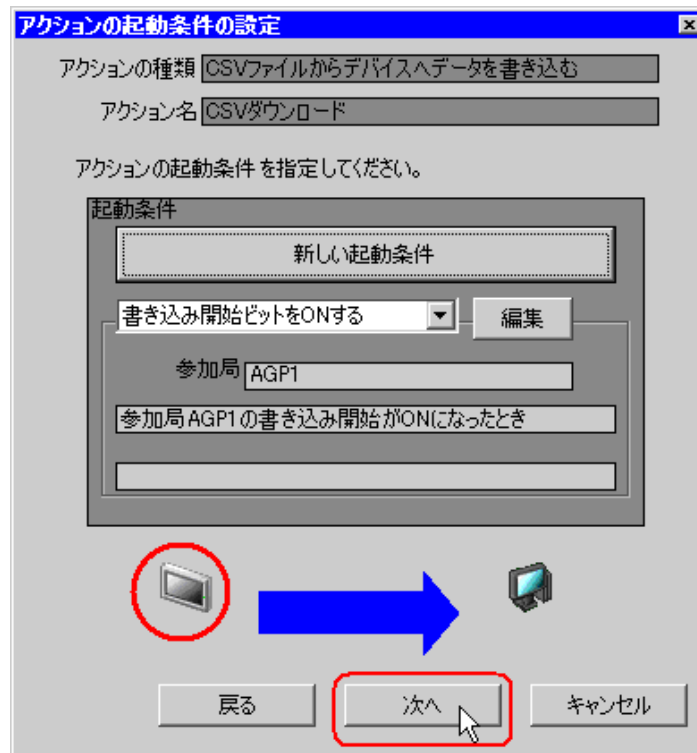 アクションの起動条件の設定
アクションの種類 CSVファイルからデバイスへデータを書き込む
アクション名 CSVダウンロード
アクションの起動条件 を指定してください。
起動条件
新しい起動条件
書き込み開始ビットをONする 編集
参加局 AGP1
参加局 AGP1 の書き込み開始がONになったとき
戻る 次へ キャンセル